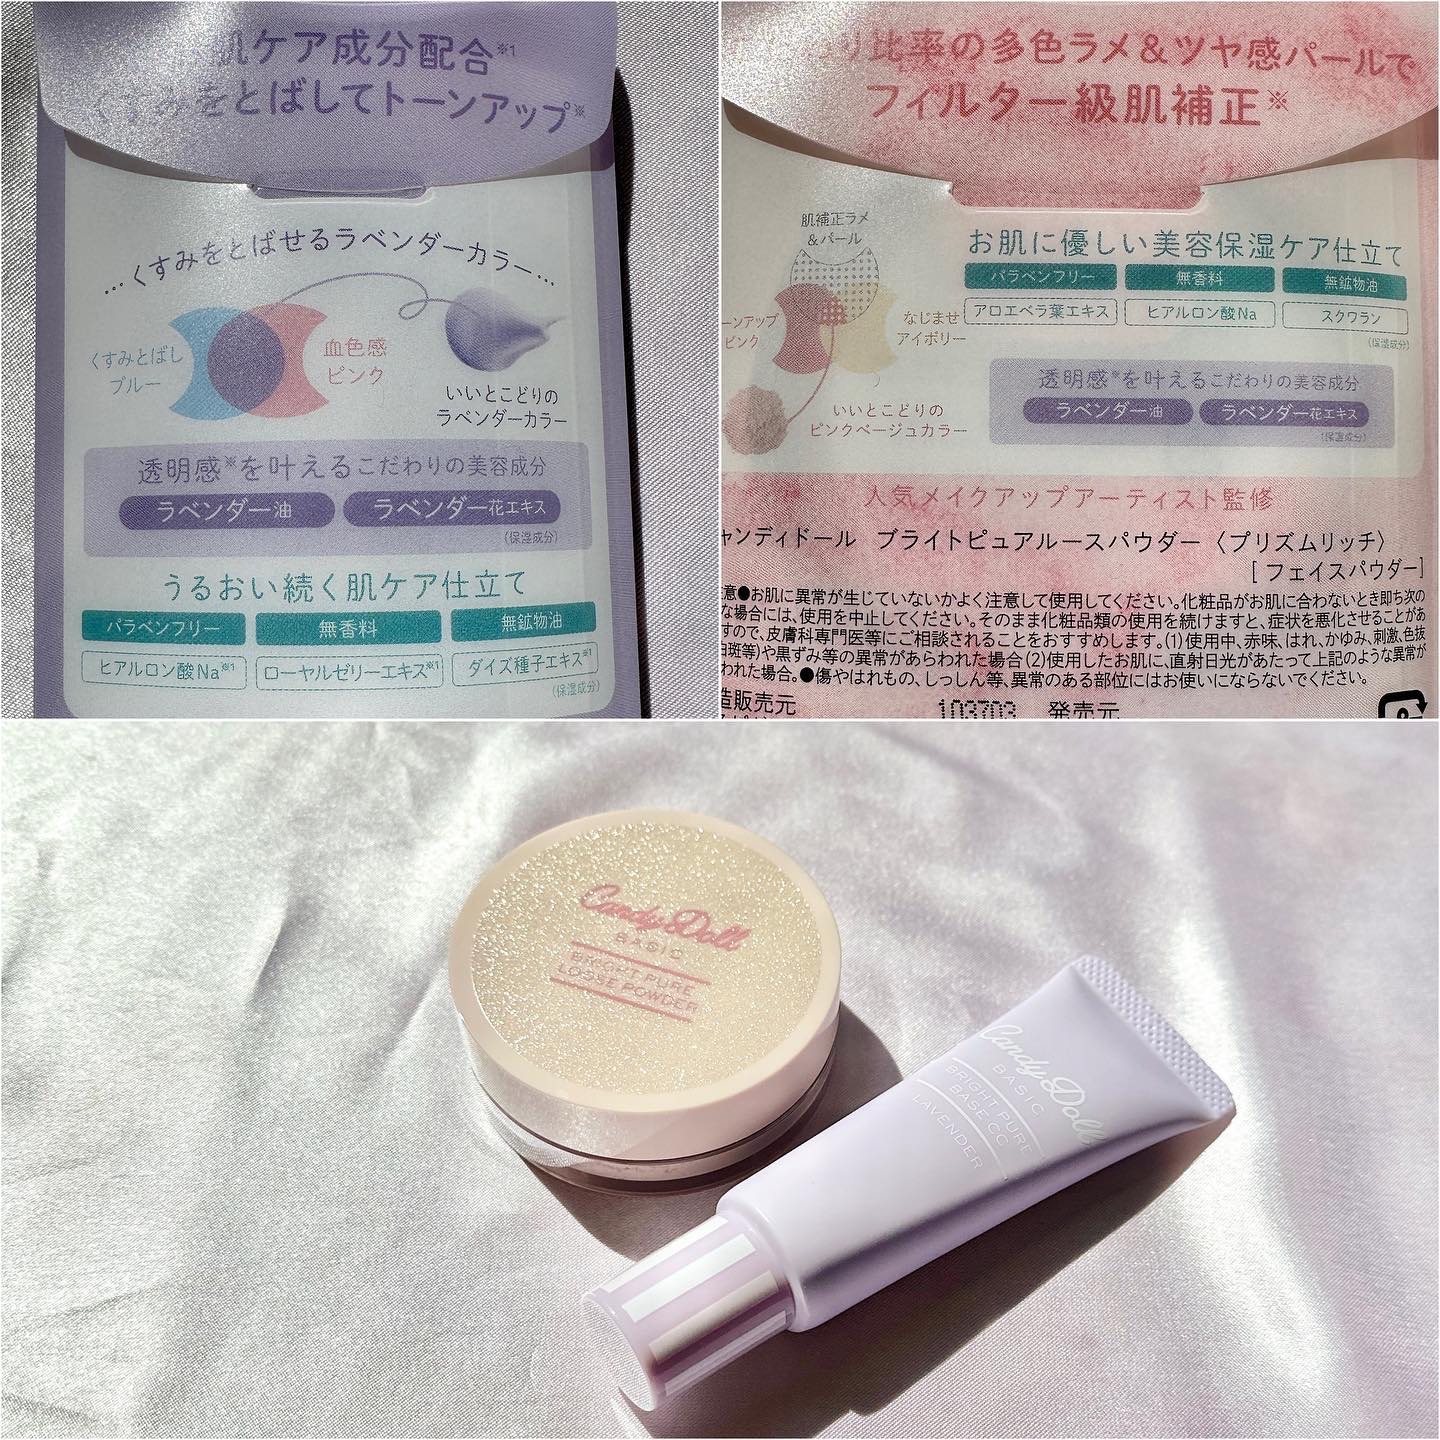 肌ケア成分配合※1
くすみをとばしてトーンアップ※
…くすみをとばせるラベンダーカラー…
くすみとばし
ブルー
血色感
ピンク
いいとこどりの
ラベンダーカラー
透明感※を叶えるこだわりの美容成分
ラベンダー油 ラベンダー花エキス
(保湿成分)
うるおい続く肌ケア仕立て
パラベンフリー 無香料 無鉱物油
ヒアルロン酸Na※1 ローヤルゼリーエキス※1 ダイズ種子エキス※1
(保湿成分)
比率の多色ラメ&ツヤ感パールで
フィルター級肌補正※
肌補正ラメ
&パール
ーンアップ
ピンク
なじませ
アイボリー
いいとこどりの
ピンクベージュカラー
お肌に優しい美容保湿ケア仕立て
パラベンフリー 無香料 無鉱物油
アロエベラ葉エキス ヒアルロン酸Na スクワラン
(保湿成分)
透明感※を叶えるこだわりの美容成分
ラベンダー油 ラベンダー花エキス
(保湿成分)
人気メイクアップアーティスト監修
ャンディドール ブライトピュアルースパウダー〈プリズムリッチ〉
[フェイスパウダー]
意●お肌に異常が生じていないかよく注意して使用してください。化粧品がお肌に合わないとき即ち次の
な場合には、使用を中止してください。そのまま化粧品類の使用を続けますと、症状を悪化させることがあ
すので、皮膚科専門医等にご相談されることをおすすめします。(1)使用中、赤味、はれ、かゆみ、刺激、色抜
白斑等)や黒ずみ等の異常があらわれた場合(2)使用したお肌に、直射日光があたって上記のような異常が
われた場合。●傷やはれもの、しっしん等、異常のある部位にはお使いにならないでください。
造販売元 103703 発売元
Candy Doll
BASIC
BRIGHT PURE
LOOSE POWDER
Candy Doll
BASIC
BRIGHT PURE
BASE CC
LAVENDER